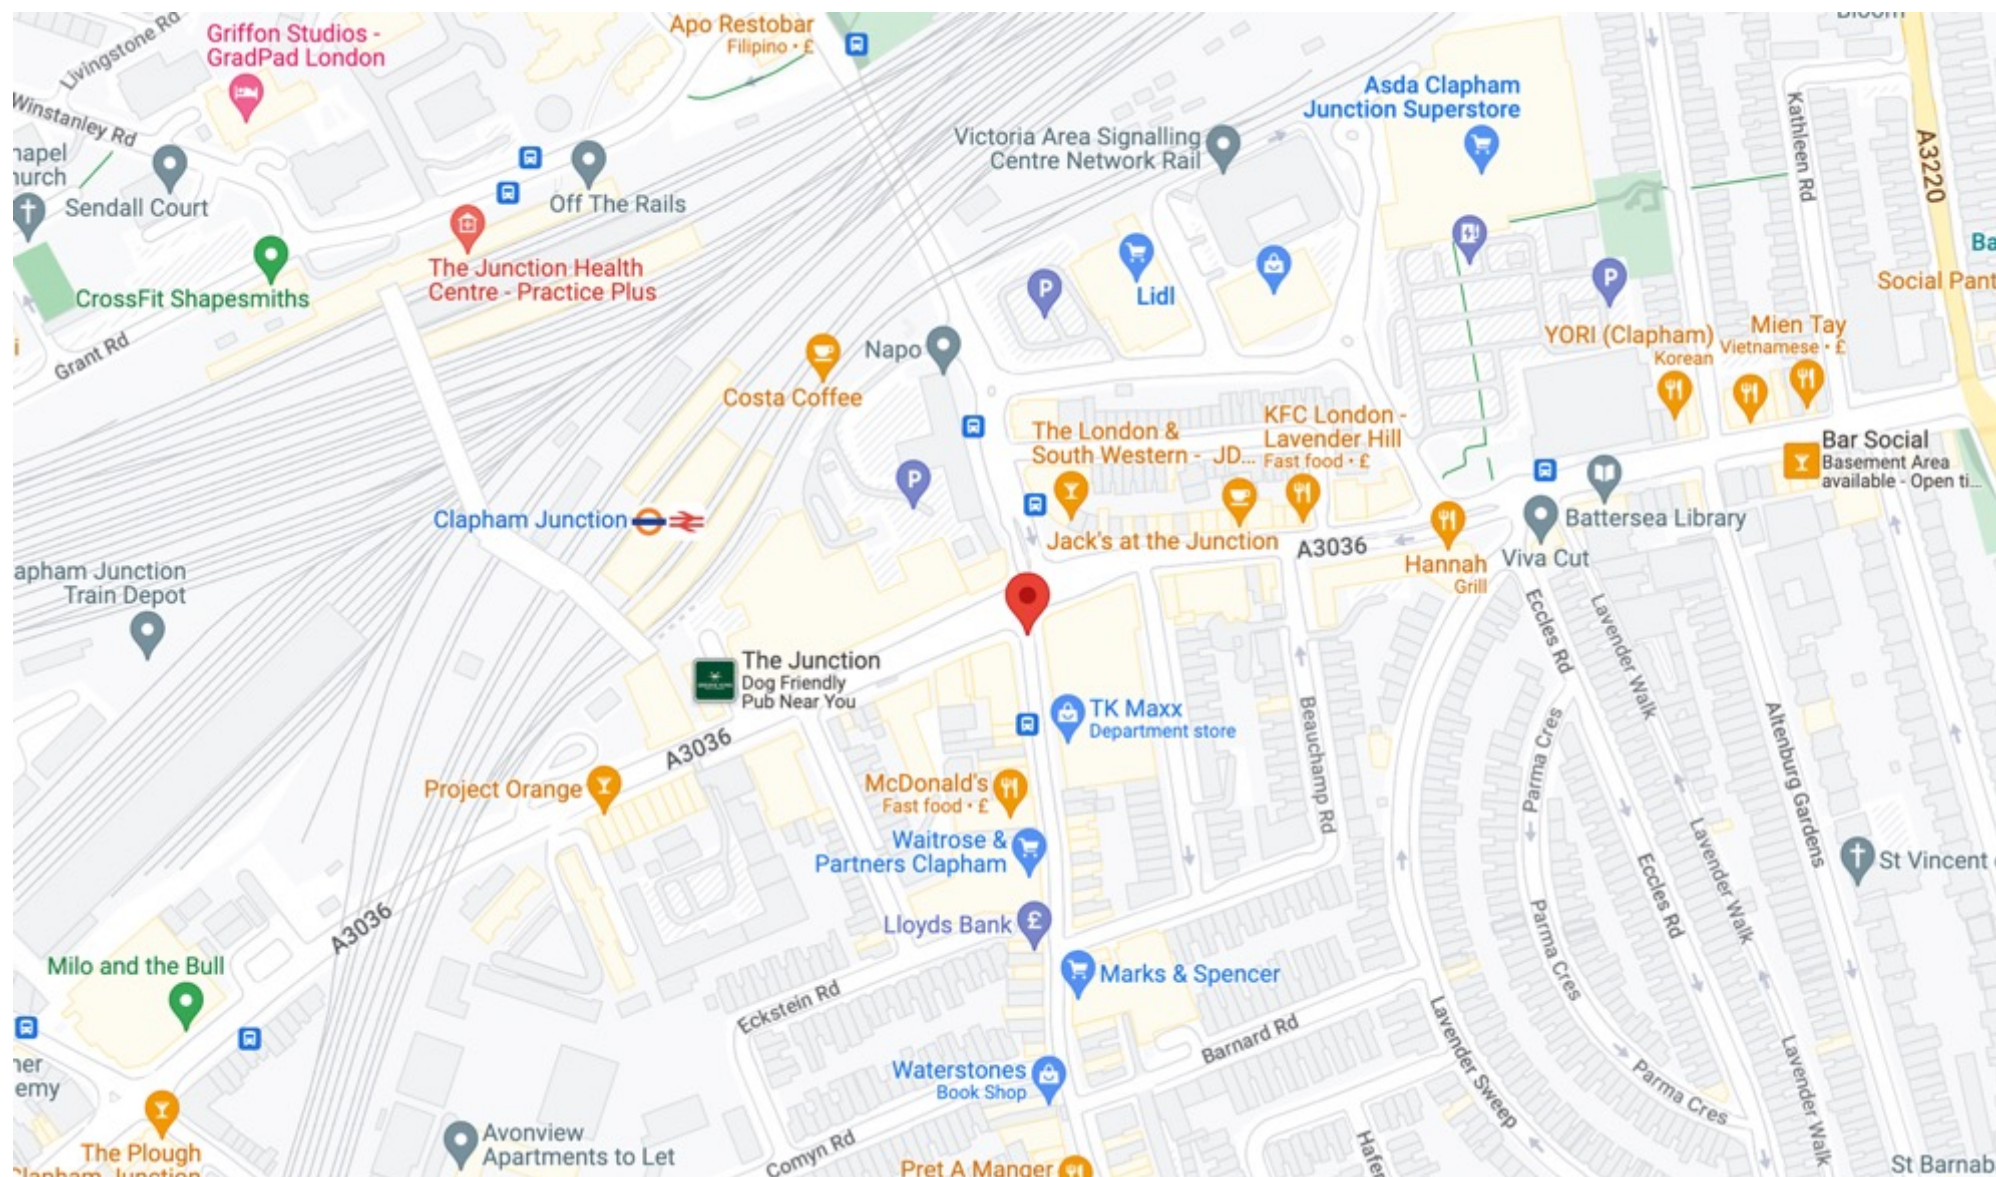 Livingstone Rd
Griffon Studios -
GradPad London
Apo Restobar
Filipino • £
Asda Clapham
Junction Superstore
Winstanley Rd
Victoria Area Signalling
Centre Network Rail
Kathleen Rd
A3220
Sendall Court
Off The Rails
The Junction Health
Centre - Practice Plus
CrossFit Shapesmiths
Grant Rd
P
Lidl
P
Social Pant
Napo
Costa Coffee
YORI (Clapham)
Korean
Mien Tay
Vietnamese • £
The London &
South Western - JD...
KFC London -
Lavender Hill
Fast food • £
Bar Social
Basement Area
available - Open ti...
P
Clapham Junction
Jack's at the Junction
A3036
Hannah
Grill
Viva Cut
Battersea Library
apham Junction
Train Depot
Eccles Rd
Lavender Walk
The Junction
Dog Friendly
Pub Near You
TK Maxx
Department store
Beauchamp Rd
Parma Cres
Altenburg Gardens
A3036
Project Orange
McDonald's
Fast food • £
Waitrose &
Partners Clapham
Lavender Walk
Eccles Rd
St Vincent
A3036
Lloyds Bank
£
Parma Cres
Milo and the Bull
Marks & Spencer
Eckstein Rd
Barnard Rd
Lavender Sweep
Waterstones
Book Shop
Parma Cres
Lavender Walk
The Plough
Clapham Junction
Avonview
Apartments to Let
Comyn Rd
Pret A Manger
Hafer
St Barnab